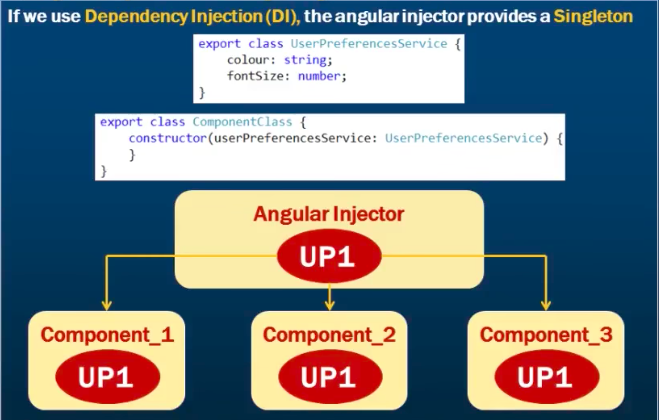 If we use Dependency Injection (DI), the angular injector provides a Singleton
export class UserPreferencesService {
    colour: string;
    fontSize: number;
}
export class ComponentClass {
    constructor(userPreferencesService: UserPreferencesService) {
    }
}
Angular Injector
UP1
Component_1
UP1
Component_2
UP1
Component_3
UP1